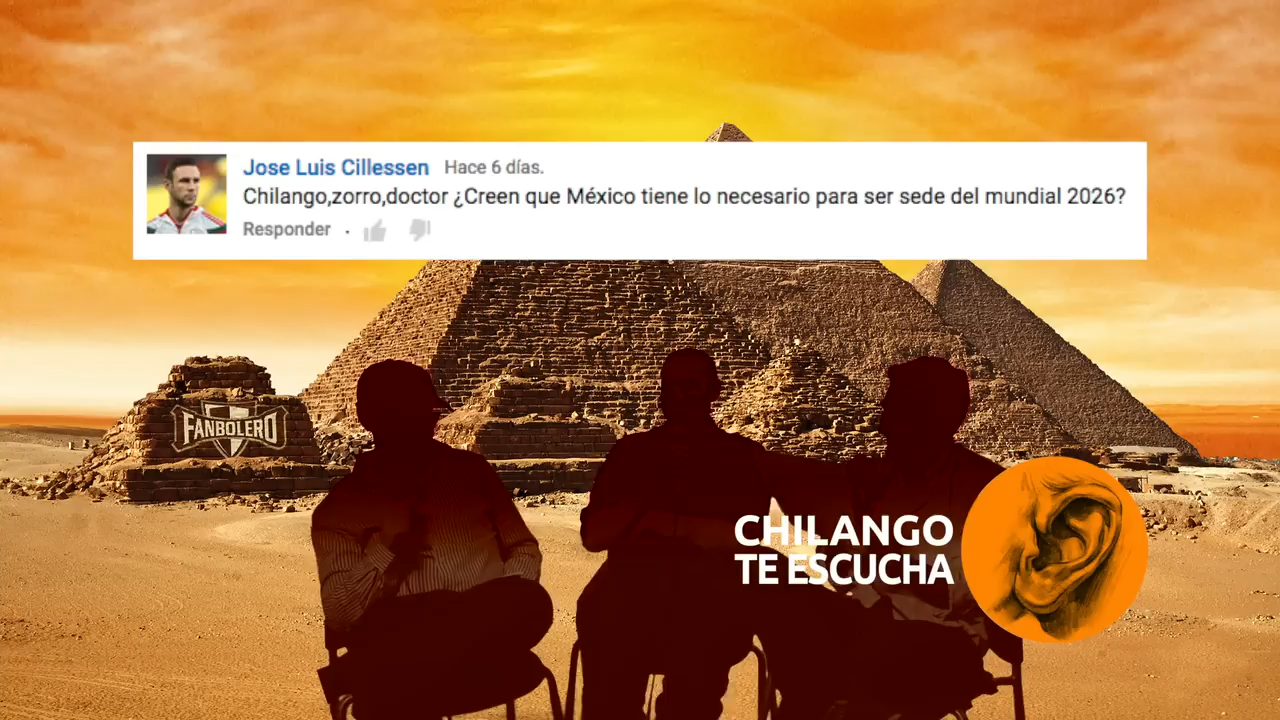 Jose Luis Cillessen Hace 6 días.
Chilango,zorro,doctor ¿Creen que México tiene lo necesario para ser sede del mundial 2026?
Responder ·
FANBOLERO
CHILANGO
TE ESCUCHA